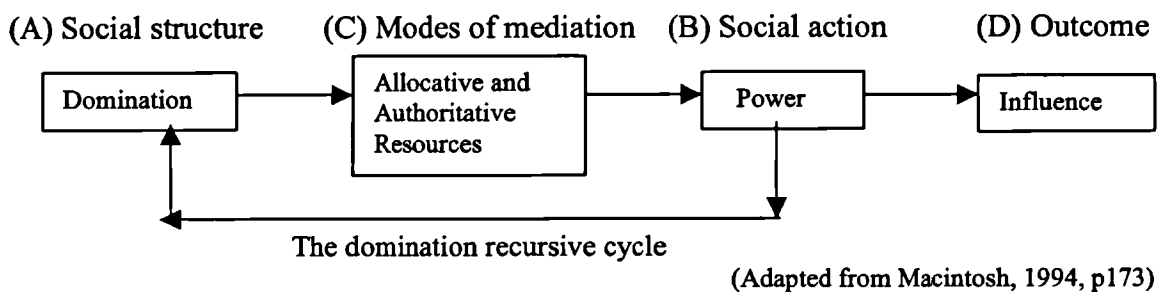 (A) Social structure (C) Modes of mediation (B) Social action (D) Outcome
Domination
Allocative and
Authoritative
Resources
Power
Influence
The domination recursive cycle
(Adapted from Macintosh, 1994, p173)